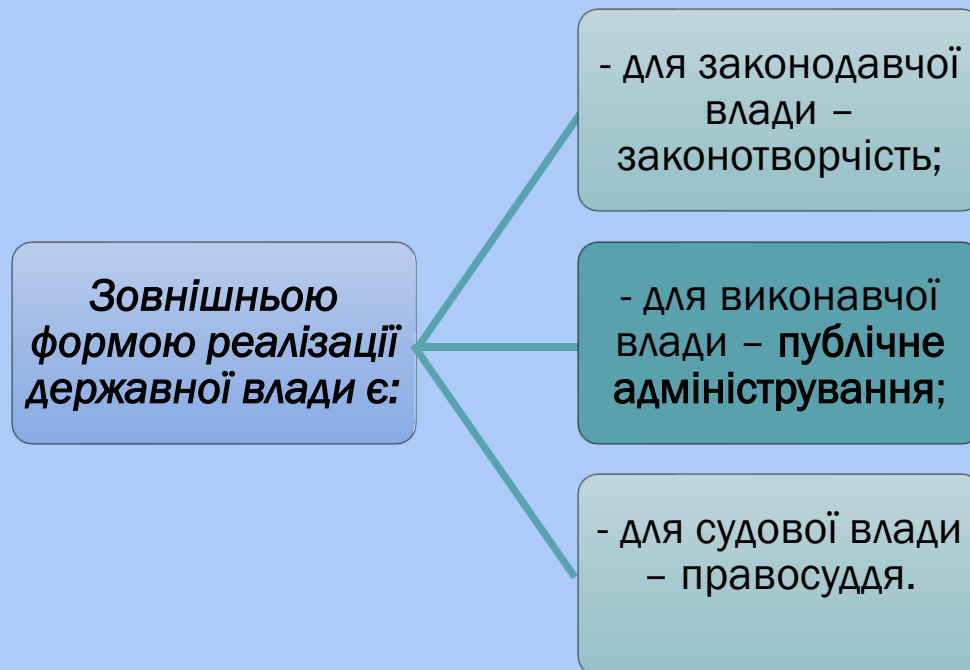 Зовнішньою
формою реалізації
державної влади є:
- для законодавчої
влади –
законотворчість;
- для виконавчої
влади – публічне
адміністрування;
- для судової влади
– правосуддя.